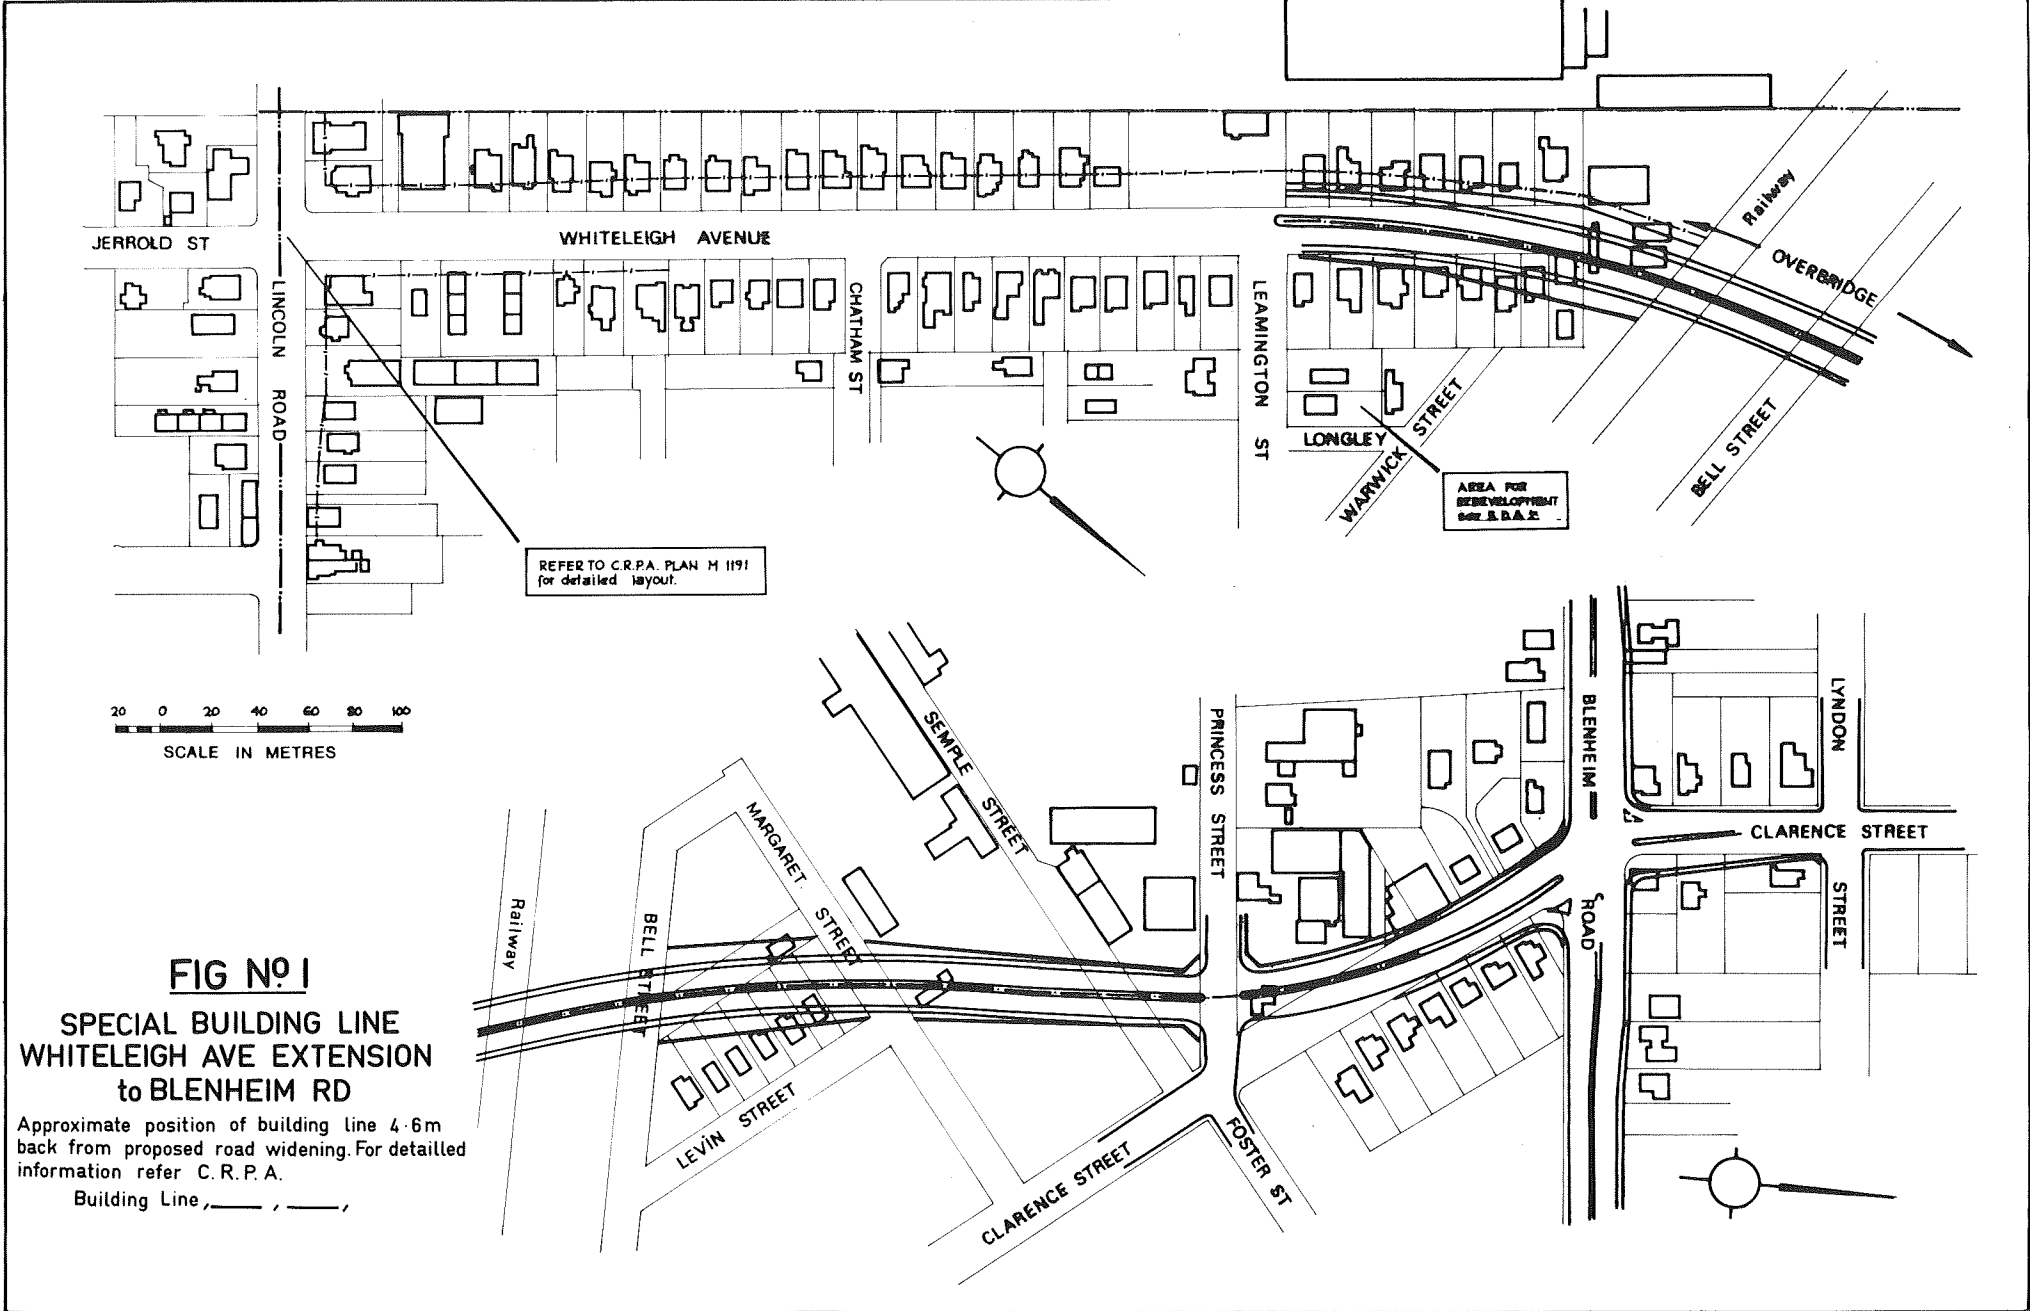 JERROLD ST
WHITELEIGH AVENUE
LINCOLN ROAD
CHATHAM ST
LEAMINGTON ST
Railway
OVERBRIDGE
LONGLEY
WARWICK STREET
BELL STREET
AREA FOR
REDEVELOPMENT
REFER TO C.R.P.A. PLAN M 1191
for detailed layout.
20 0 20 40 60 80 100
SCALE IN METRES
SEMPLE STREET
MARGARET STREET
PRINCESS STREET
BLENHEIM ROAD
LYNDON STREET
CLARENCE STREET
Railway
BELL STREET
LEVIN STREET
CLARENCE STREET
FOSTER ST
FIG Nº 1
SPECIAL BUILDING LINE
WHITELEIGH AVE EXTENSION
to BLENHEIM RD
Approximate position of building line 4·6m
back from proposed road widening. For detailled
information refer C.R.P.A.
Building Line